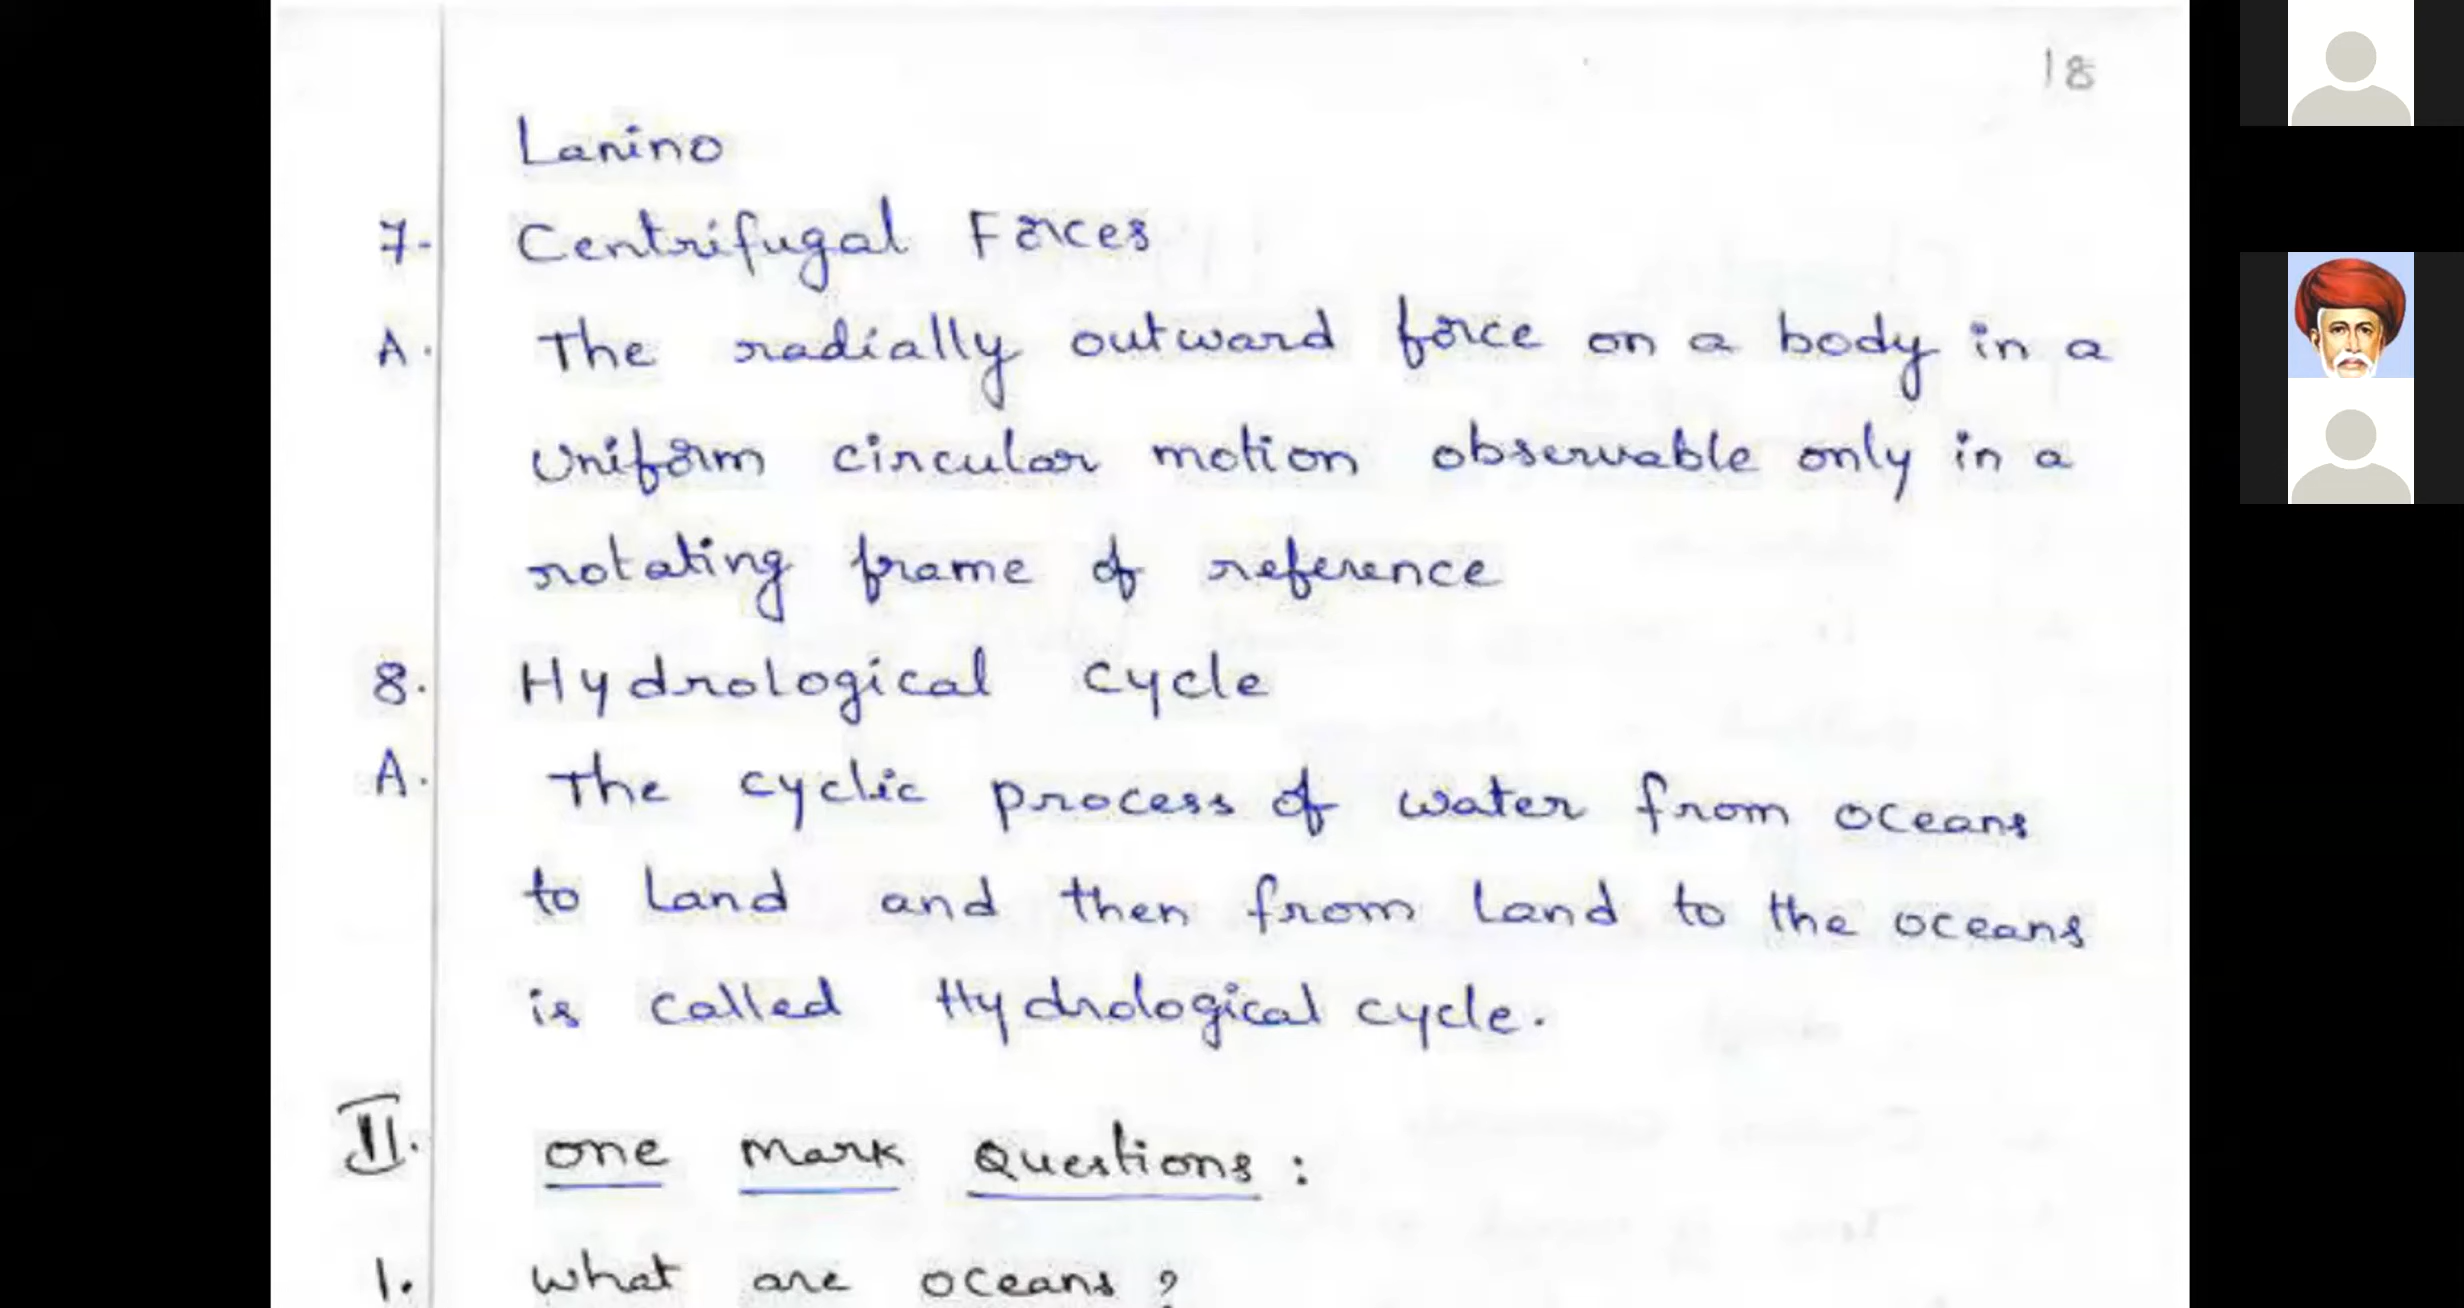 18
Lanino
7. Centrifugal Forces
A. The radially outward force on a body in a
uniform circular motion observable only in a
rotating frame of reference
8. Hydrological cycle
A. The cyclic process of water from oceans
to land and then from land to the oceans
is called Hydrological cycle.
II. one mark Questions:
1. what are oceans?